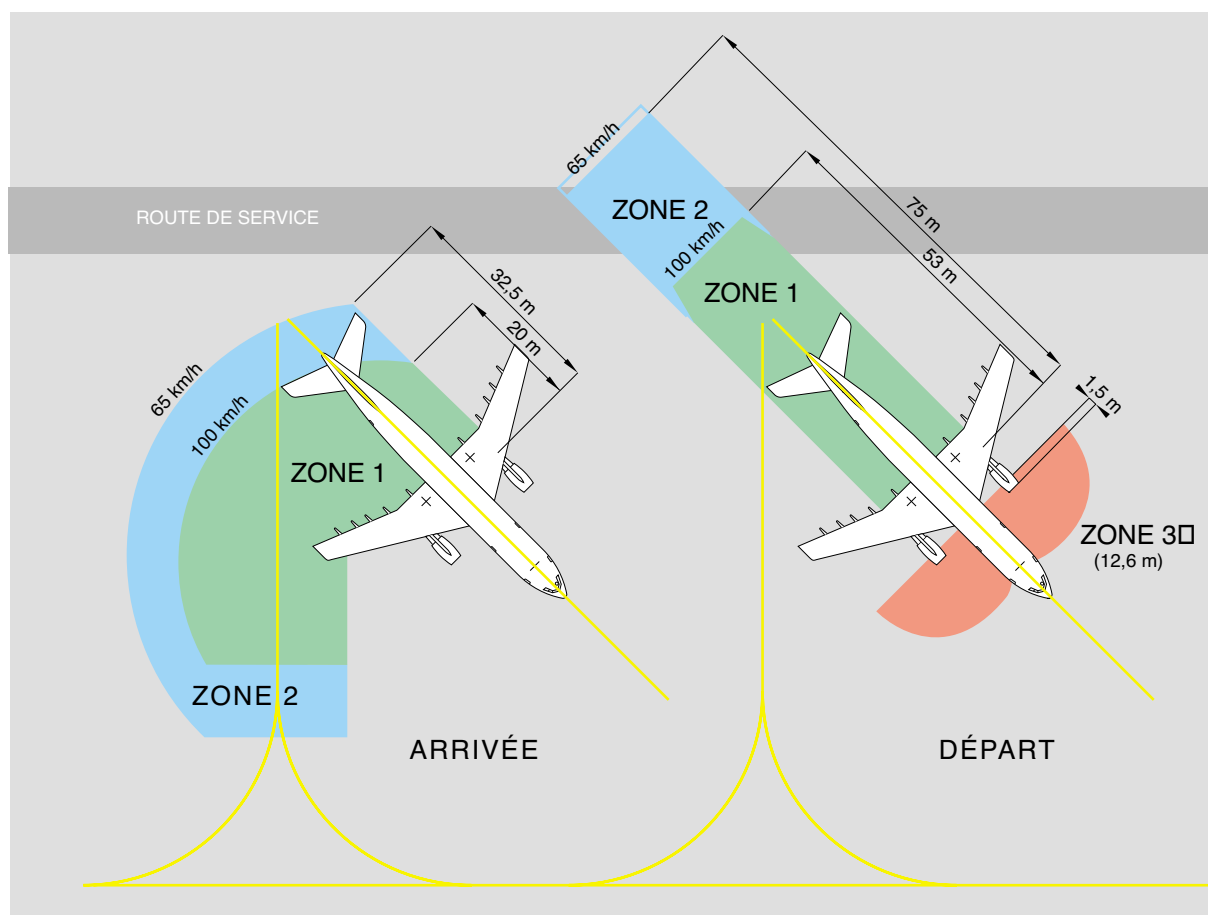 65 km/h
75 m
ROUTE DE SERVICE
ZONE 2
53 m
100 km/h
32,5 m
ZONE 1
20 m
65 km/h
100 km/h
1,5 m
ZONE 1
ZONE 3□
(12,6 m)
ZONE 2
ARRIVÉE
DÉPART